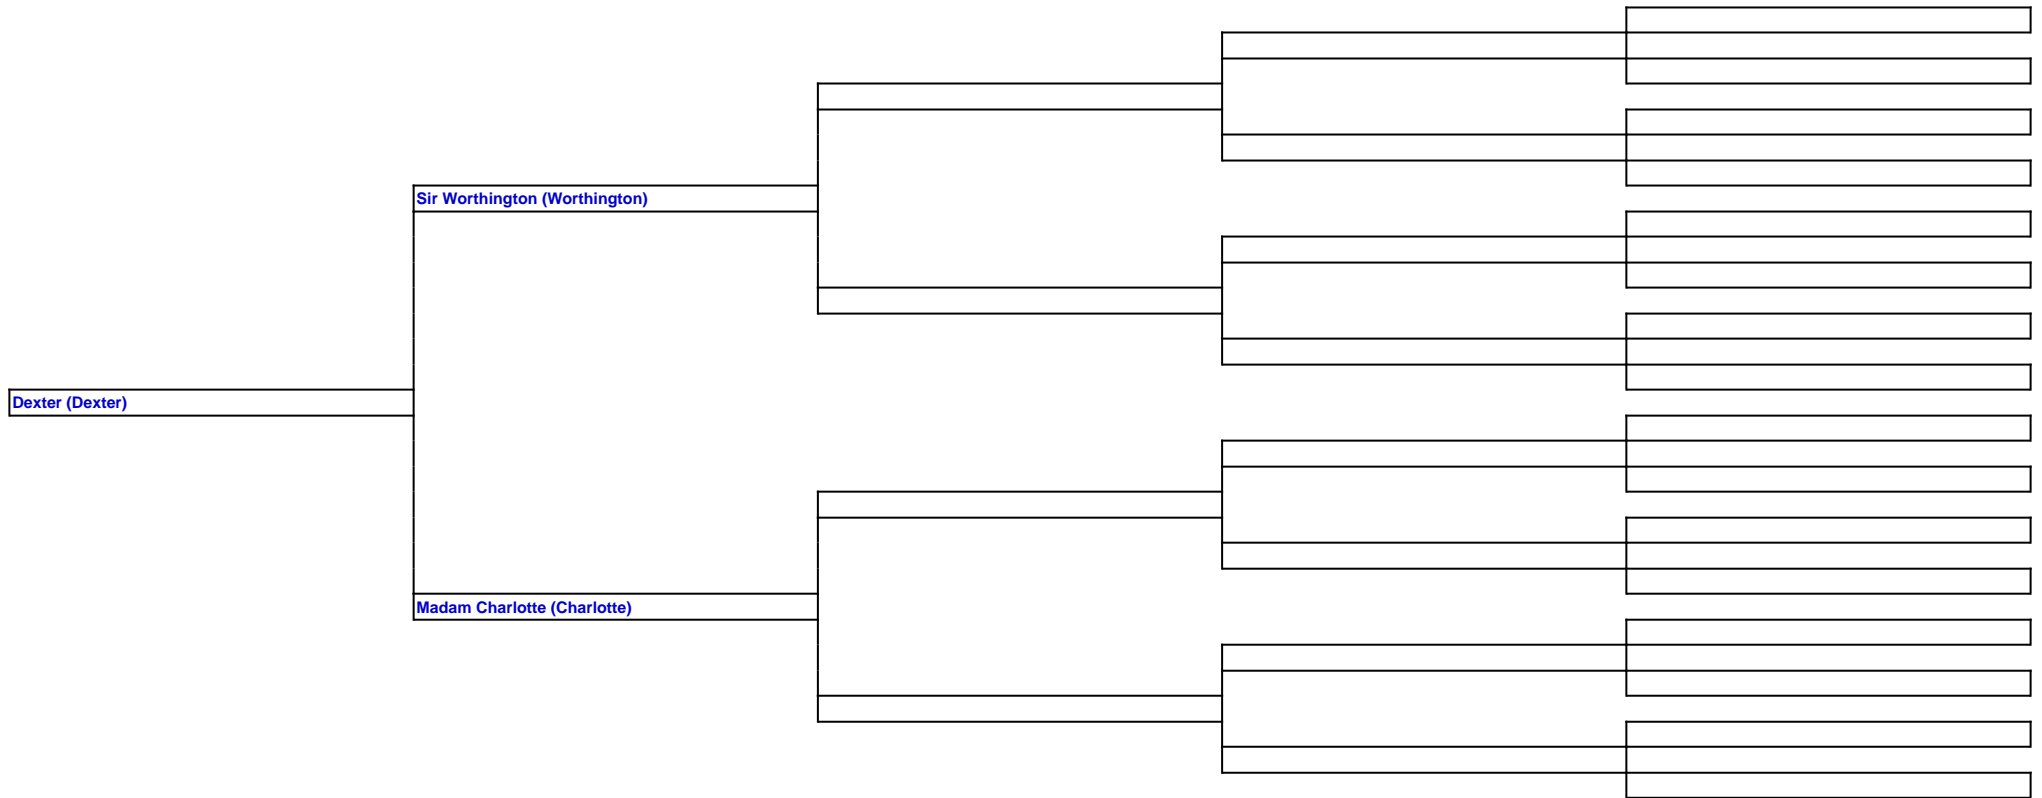 Sir Worthington (Worthington)
Dexter (Dexter)
Madam Charlotte (Charlotte)